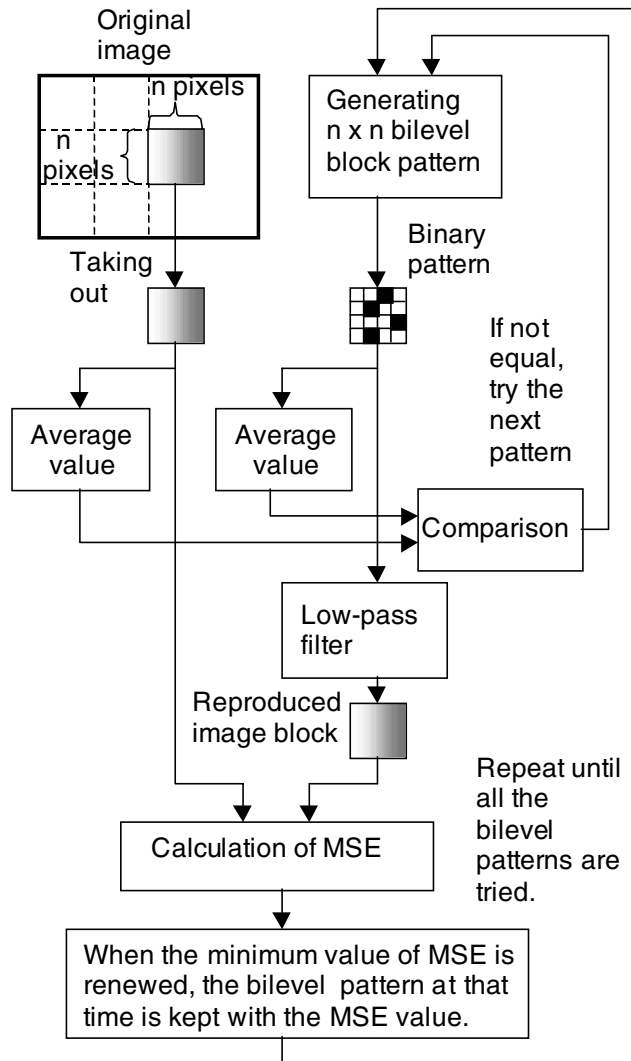 Original
image
n pixels
n
pixels
Generating
n x n bilevel
block pattern
Taking
out
Binary
pattern
If not
equal,
try the
next
pattern
Average
value
Average
value
Comparison
Low-pass
filter
Reproduced
image block
Repeat until
all the
bilevel
patterns are
tried.
Calculation of MSE
When the minimum value of MSE is
renewed, the bilevel pattern at that
time is kept with the MSE value.